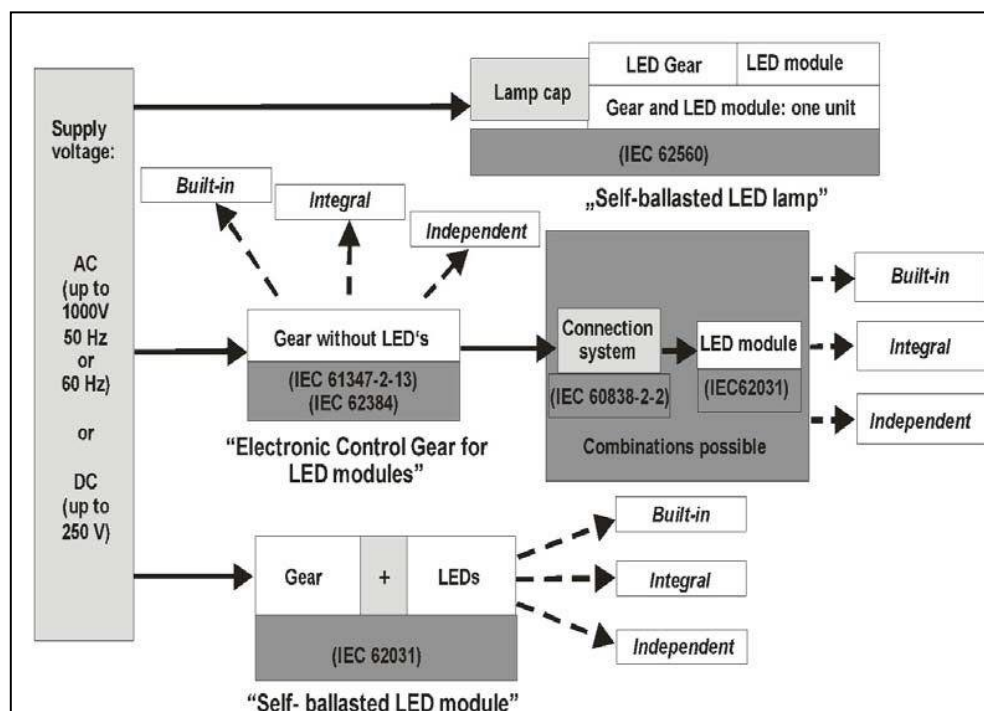 Supply
voltage:
AC
(up to
1000V
50 Hz
or
60 Hz)
or
DC
(up to
250 V)
Lamp cap
LED Gear
LED module
Gear and LED module: one unit
(IEC 62560)
„Self-ballasted LED lamp”
Built-in
Integral
Independent
Gear without LED‘s
(IEC 61347-2-13)
(IEC 62384)
“Electronic Control Gear for
LED modules”
Connection
system
(IEC 60838-2-2)
LED module
(IEC62031)
Combinations possible
Built-in
Integral
Independent
Gear
+
LEDs
(IEC 62031)
“Self- ballasted LED module”
Built-in
Integral
Independent